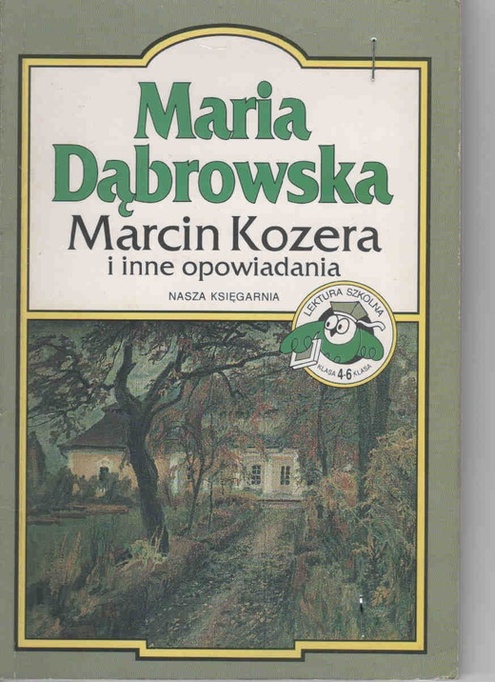 Maria
Dąbrowska
Marcin Kozera
i inne opowiadania
NASZA KSIĘGARNIA
LEKTURA SZKOLNA
KLASA 4-6 KLASA